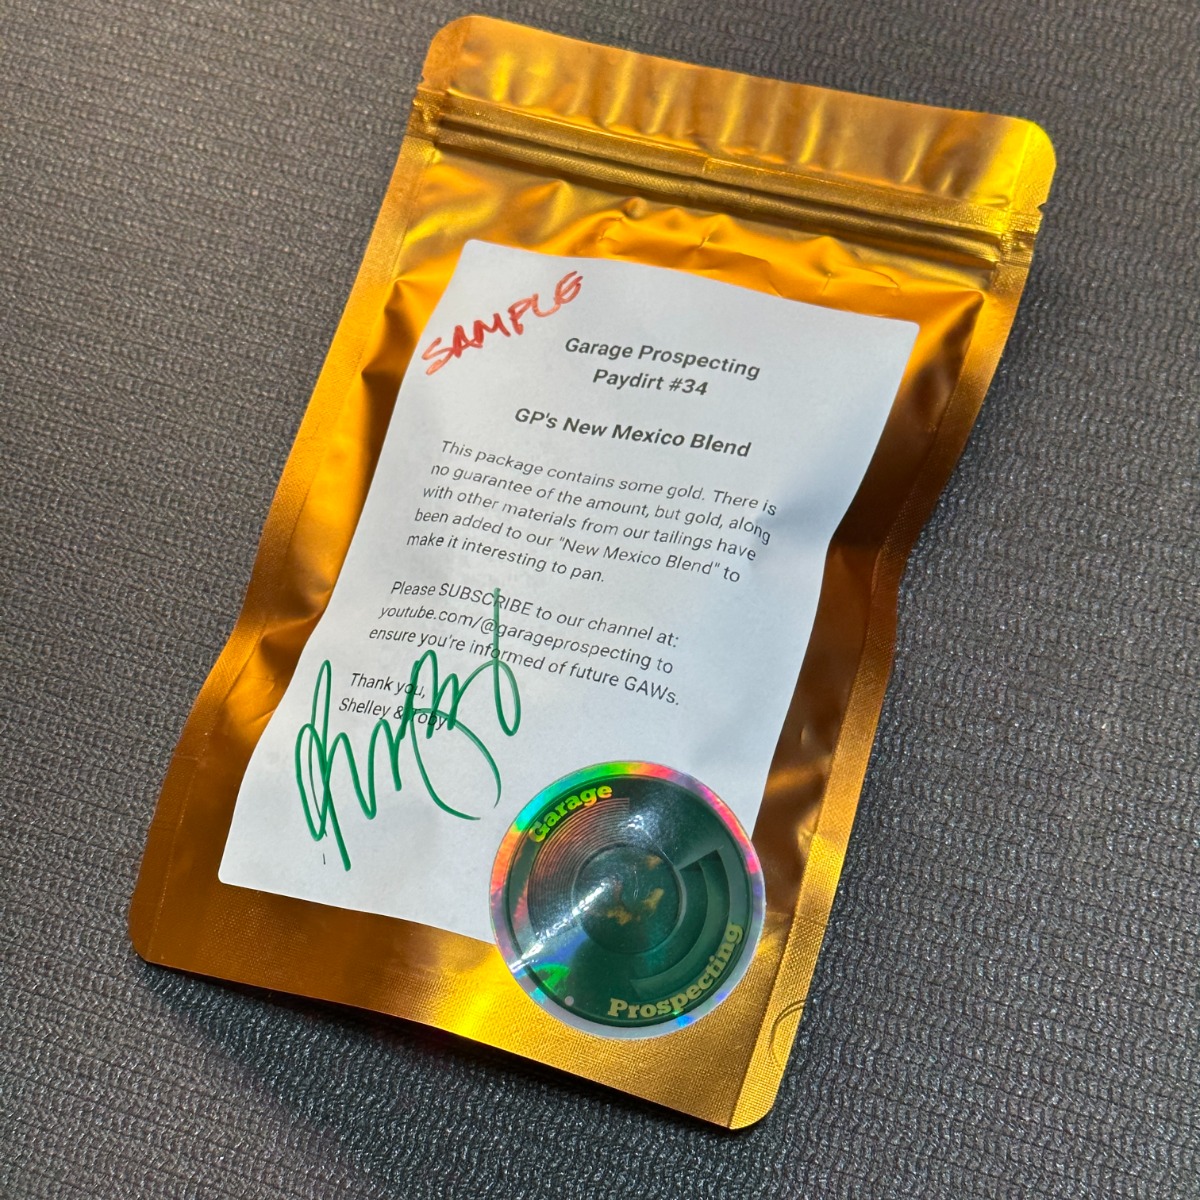 SAMPLE
Garage Prospecting
Paydirt #34
GP's New Mexico Blend
This package contains some gold. There is
no guarantee of the amount, but gold, along
with other materials from our tailings have
been added to our "New Mexico Blend" to
make it interesting to pan.
Please SUBSCRIBE to our channel at:
youtube.com/@garageprospecting to
ensure you're informed of future GAWs.
Thank you,
Shelley & Toby
Garage
Prospecting